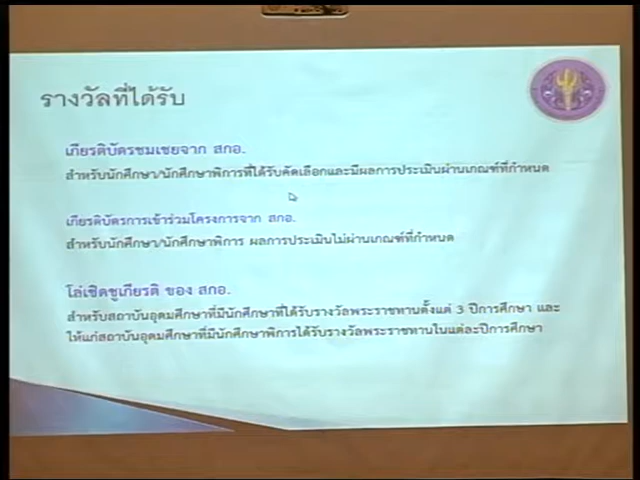 รางวัลที่ได้รับ
เกียรติบัตรชมเชยจาก สกอ.
สำหรับนักศึกษา/นักศึกษาพิการที่ได้รับคัดเลือกและมีผลการประเมินผ่านเกณฑ์ที่กำหนด
เกียรติบัตรการเข้าร่วมโครงการจาก สกอ.
สำหรับนักศึกษา/นักศึกษาพิการ ผลการประเมินไม่ผ่านเกณฑ์ที่กำหนด
โล่เชิดชูเกียรติ ของ สกอ.
สำหรับสถาบันอุดมศึกษาที่มีนักศึกษาที่ได้รับรางวัลพระราชทานตั้งแต่ 3 ปีการศึกษา และ
ให้แก่สถาบันอุดมศึกษาที่มีนักศึกษาพิการได้รับรางวัลพระราชทานในแต่ละปีการศึกษา